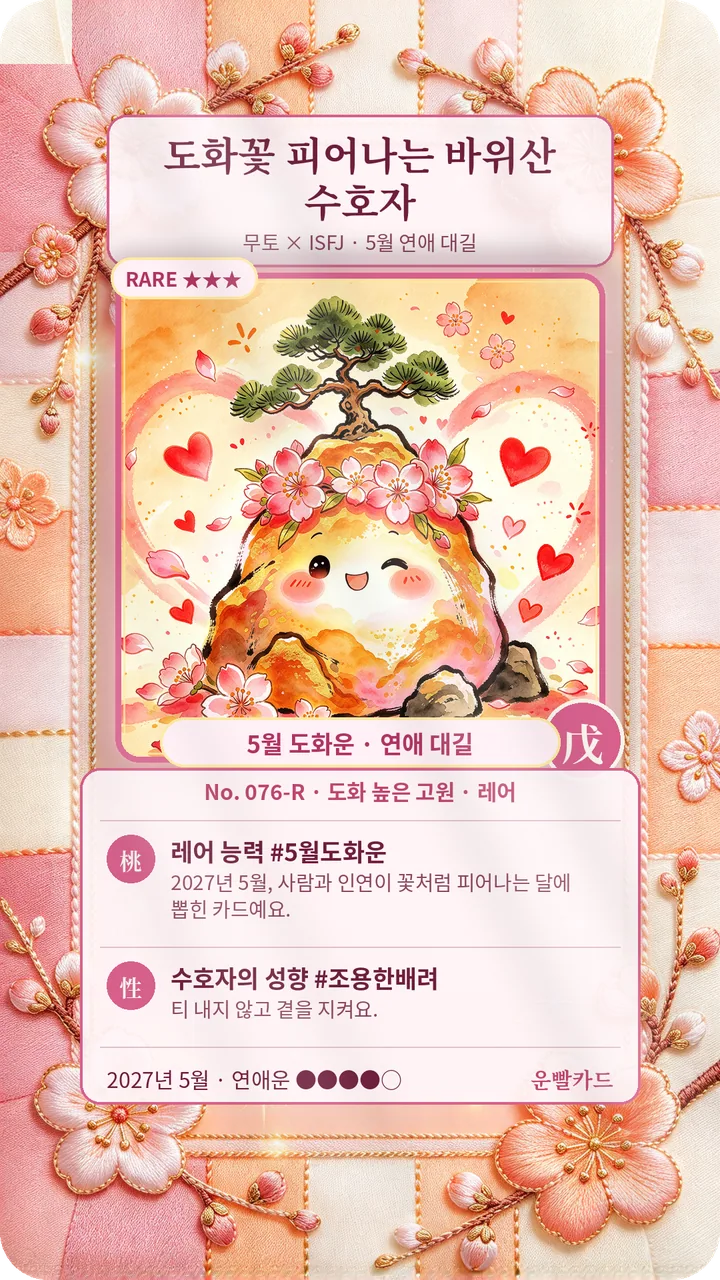 도화꽃 피어나는 바위산
수호자
무토 × ISFJ · 5월 연애 대길
RARE ★★★
5월 도화운 · 연애 대길
戊
No. 076-R · 도화 높은 고원 · 레어
桃
레어 능력 #5월도화운
2027년 5월, 사람과 인연이 꽃처럼 피어나는 달에
뽑힌 카드예요.
性
수호자의 성향 #조용한배려
티 내지 않고 곁을 지켜요.
2027년 5월 · 연애운 ●●●●○
운빨카드